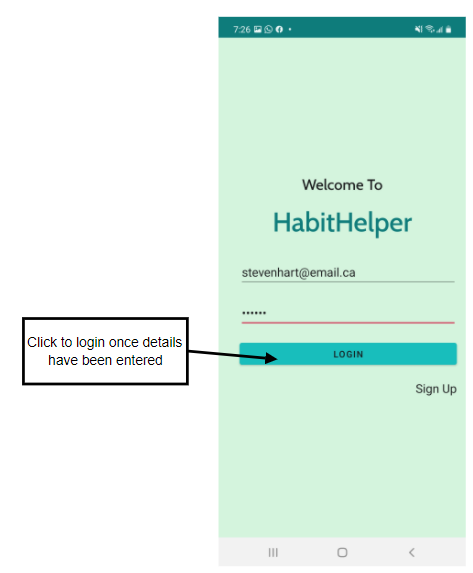 7:26
Welcome To
HabitHelper
stevenhart@email.ca
••••••
Click to login once details
have been entered
LOGIN
Sign Up